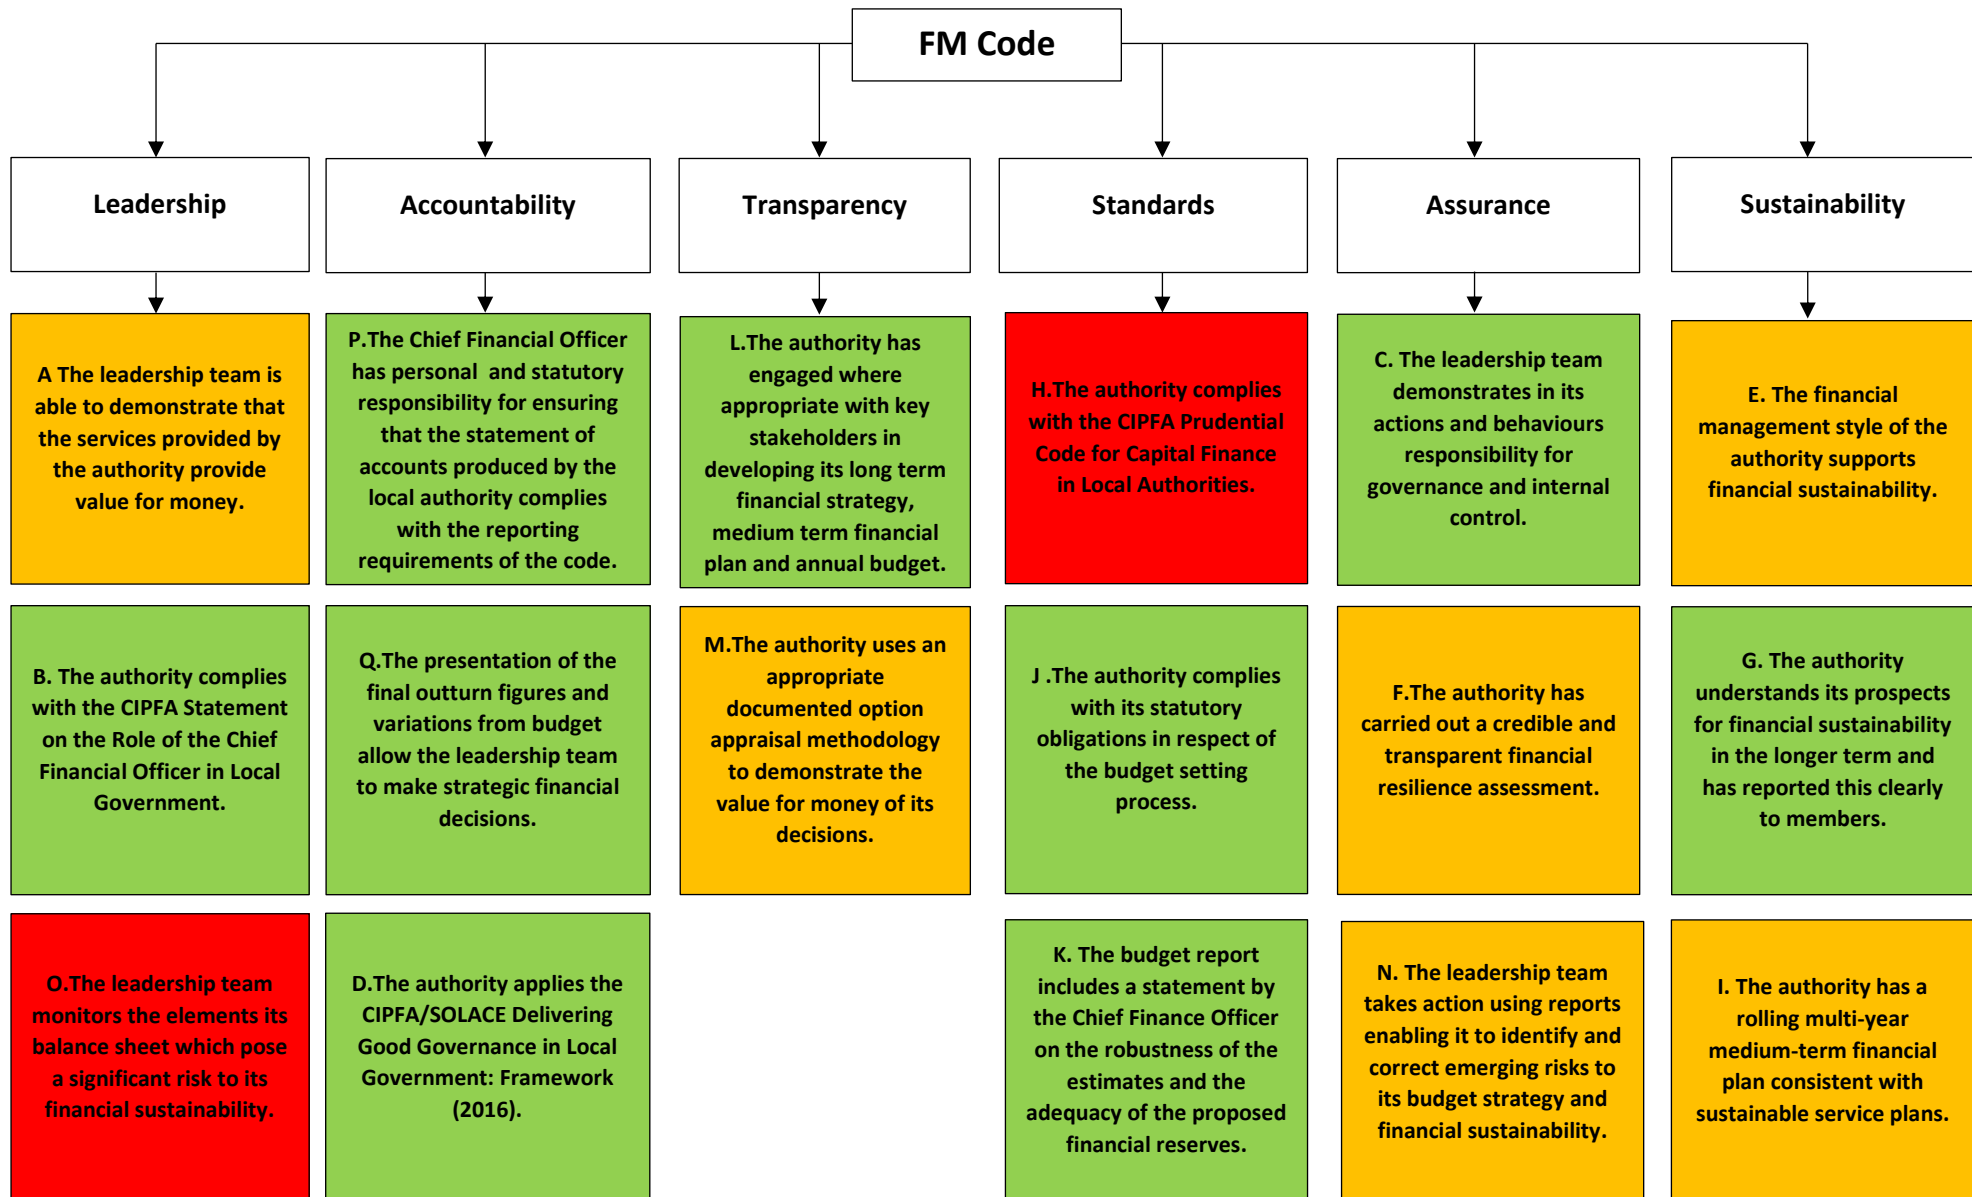 FM Code
Leadership
Accountability
Transparency
Standards
Assurance
Sustainability
A The leadership team is
able to demonstrate that
the services provided by
the authority provide
value for money.
P.The Chief Financial Officer
has personal  and statutory
responsibility for ensuring
that the statement of
accounts produced by the
local authority complies
with the reporting
requirements of the code.
L.The authority has
engaged where
appropriate with key
stakeholders in
developing its long term
financial strategy,
medium term financial
plan and annual budget.
H.The authority complies
with the CIPFA Prudential
Code for Capital Finance
in Local Authorities.
C. The leadership team
demonstrates in its
actions and behaviours
responsibility for
governance and internal
control.
E. The financial
management style of the
authority supports
financial sustainability.
B. The authority complies
with the CIPFA Statement
on the Role of the Chief
Financial Officer in Local
Government.
Q.The presentation of the
final outturn figures and
variations from budget
allow the leadership team
to make strategic financial
decisions.
M.The authority uses an
appropriate
documented option
appraisal methodology
to demonstrate the
value for money of its
decisions.
J .The authority complies
with its statutory
obligations in respect of
the budget setting
process.
F.The authority has
carried out a credible and
transparent financial
resilience assessment.
G. The authority
understands its prospects
for financial sustainability
in the longer term and
has reported this clearly
to members.
O.The leadership team
monitors the elements its
balance sheet which pose
a significant risk to its
financial sustainability.
D.The authority applies the
CIPFA/SOLACE Delivering
Good Governance in Local
Government: Framework
(2016).
K. The budget report
includes a statement by
the Chief Finance Officer
on the robustness of the
estimates and the
adequacy of the proposed
financial reserves.
N. The leadership team
takes action using reports
enabling it to identify and
correct emerging risks to
its budget strategy and
financial sustainability.
I. The authority has a
rolling multi-year
medium-term financial
plan consistent with
sustainable service plans.